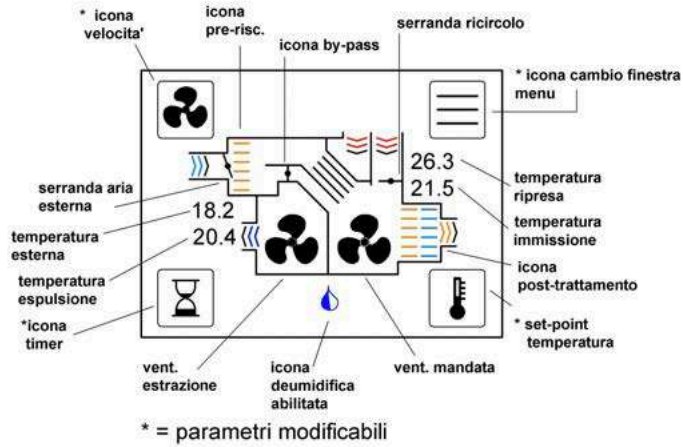 * icona
velocita'
icona
pre-risc.
icona by-pass
serranda ricircolo
* icona cambio finestra
menu
26.3
temperatura
ripresa
21.5
temperatura
immissione
serranda aria
esterna
18.2
temperatura
esterna
20.4
temperatura
espulsione
icona
post-trattamento
*icona
timer
* set-point
temperatura
vent.
estrazione
icona
deumidifica
abilitata
vent. mandata
* = parametri modificabili